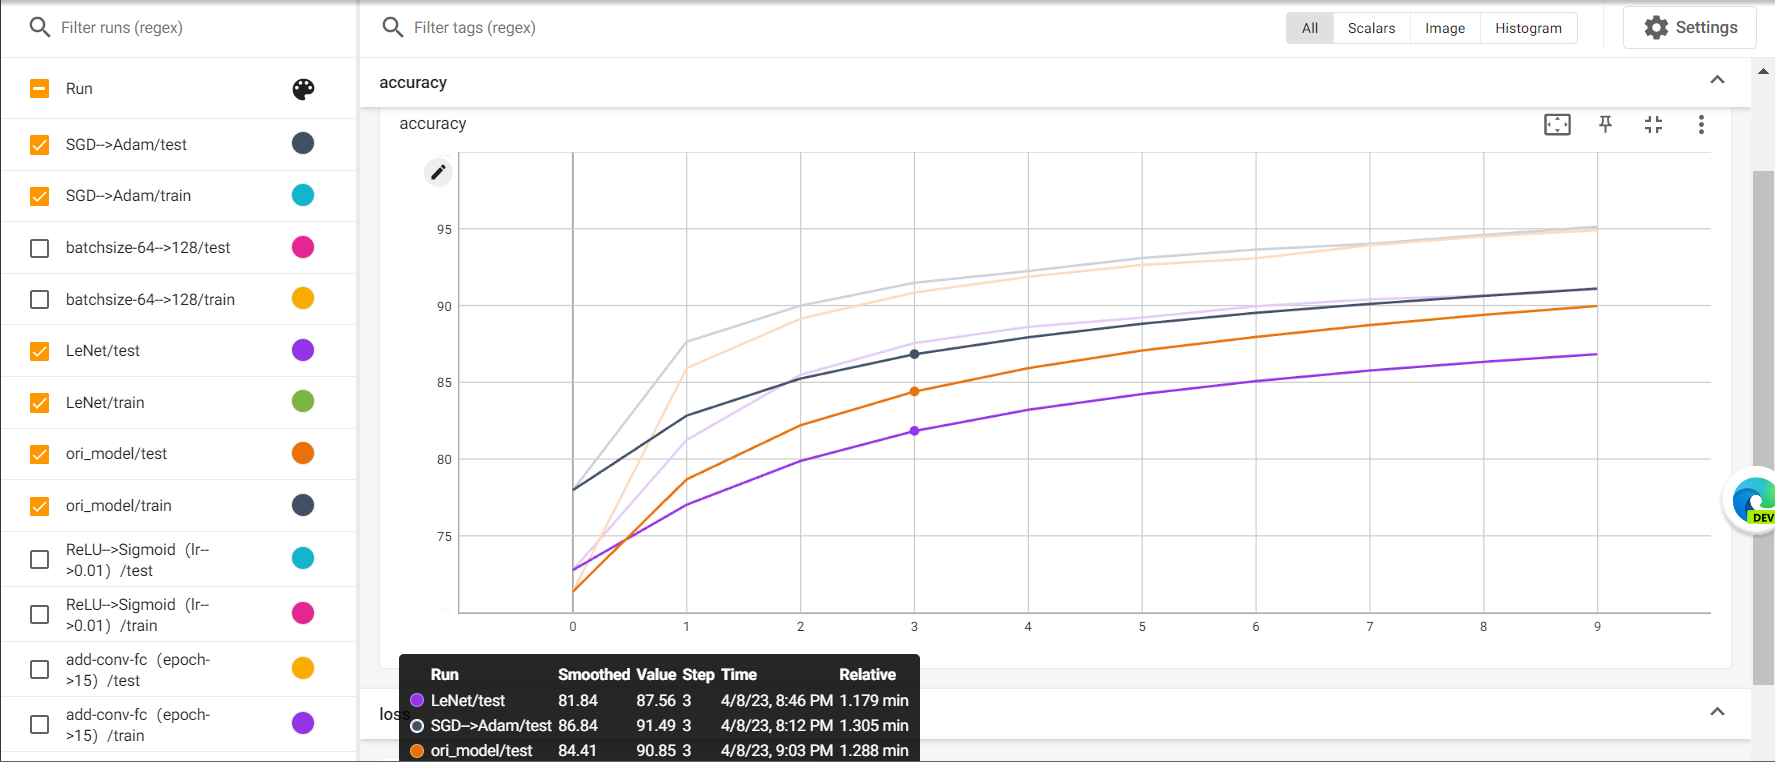 Filter runs (regex)
Filter tags (regex)
All Scalars Image Histogram
Settings
Run
accuracy
accuracy
SGD-->Adam/test
SGD-->Adam/train
batchsize-64-->128/test
batchsize-64-->128/train
LeNet/test
LeNet/train
ori_model/test
ori_model/train
ReLU-->Sigmoid (lr--
>0.01) /test
ReLU-->Sigmoid (lr--
>0.01) /train
add-conv-fc (epoch-
>15) /test
add-conv-fc (epoch-
>15) /train
95
90
85
80
75
0 1 2 3 4 5 6 7 8 9
DEV
loss
Run Smoothed Value Step Time Relative
LeNet/test 81.84 87.56 3 4/8/23, 8:46 PM 1.179 min
SGD-->Adam/test 86.84 91.49 3 4/8/23, 8:12 PM 1.305 min
ori_model/test 84.41 90.85 3 4/8/23, 9:03 PM 1.288 min